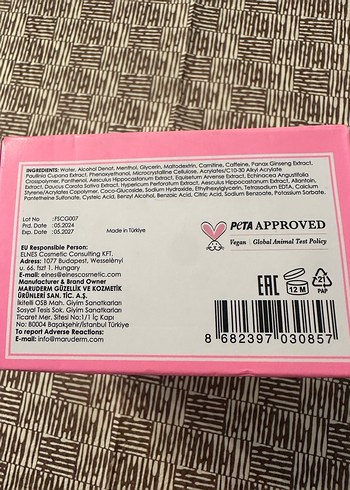 INGREDIENTS: Water, Alcohol Denat, Menthol, Glycerin, Maltodextrin, Carnitine, Caffeine, Panax Ginseng Extract,
Paullinia Cupana Extract, Phenoxyethanol, Microcrystalline Cellulose, Acrylates/C10-30 Alkyl Acrylate
Crosspolymer, Panthenol, Aesculus Hippocastanum Extract, Equisetum Arvense Extract, Echinacea Angustifolia
Extract, Daucus Carota Sativa Extract, Hypericum Perforatum Extract, Aesculus Hippocastanum Extract, Allantoin,
Styrene/Acrylates Copolymer, Coco-Glucoside, Sodium Hydroxide, Ethylhexylglycerin, Tetrasodium EDTA, Calcium
Pantetheine Sulfonate, Cysteic Acid, Benzyl Alcohol, Benzoic Acid, Citric Acid, Sodium Benzoate, Potassium Sorbate.
Lot No :FSCG007
Prd. Date :05.2024
Exp. Date :05.2027
Made in Türkiye
PETA APPROVED
Vegan | Global Animal Test Policy
EU Responsible Person:
ELNES Cosmetic Consulting KFT.
Adress: 1077 Budapest, Wesselényi
u. 66. fszt 1. Hungary
E-mail: elnes@elnescosmetic.com
Manufacturer & Brand Owner
MARUDERM GÜZELLİK VE KOZMETİK
ÜRÜNLERİ SAN. TİC. A.Ş.
İkitelli OSB Mah. Giyim Sanatkarları
Sosyal Tesis Sok. Giyim Sanatkarları
Ticaret Mer. Sitesi No:1/1 İç Kapı
No: B0004 Başakşehir/İstanbul Türkiye
To report Adverse Reactions:
E-mail: info@maruderm.com
EAC
12 M
21
PAP
8 682397 030857